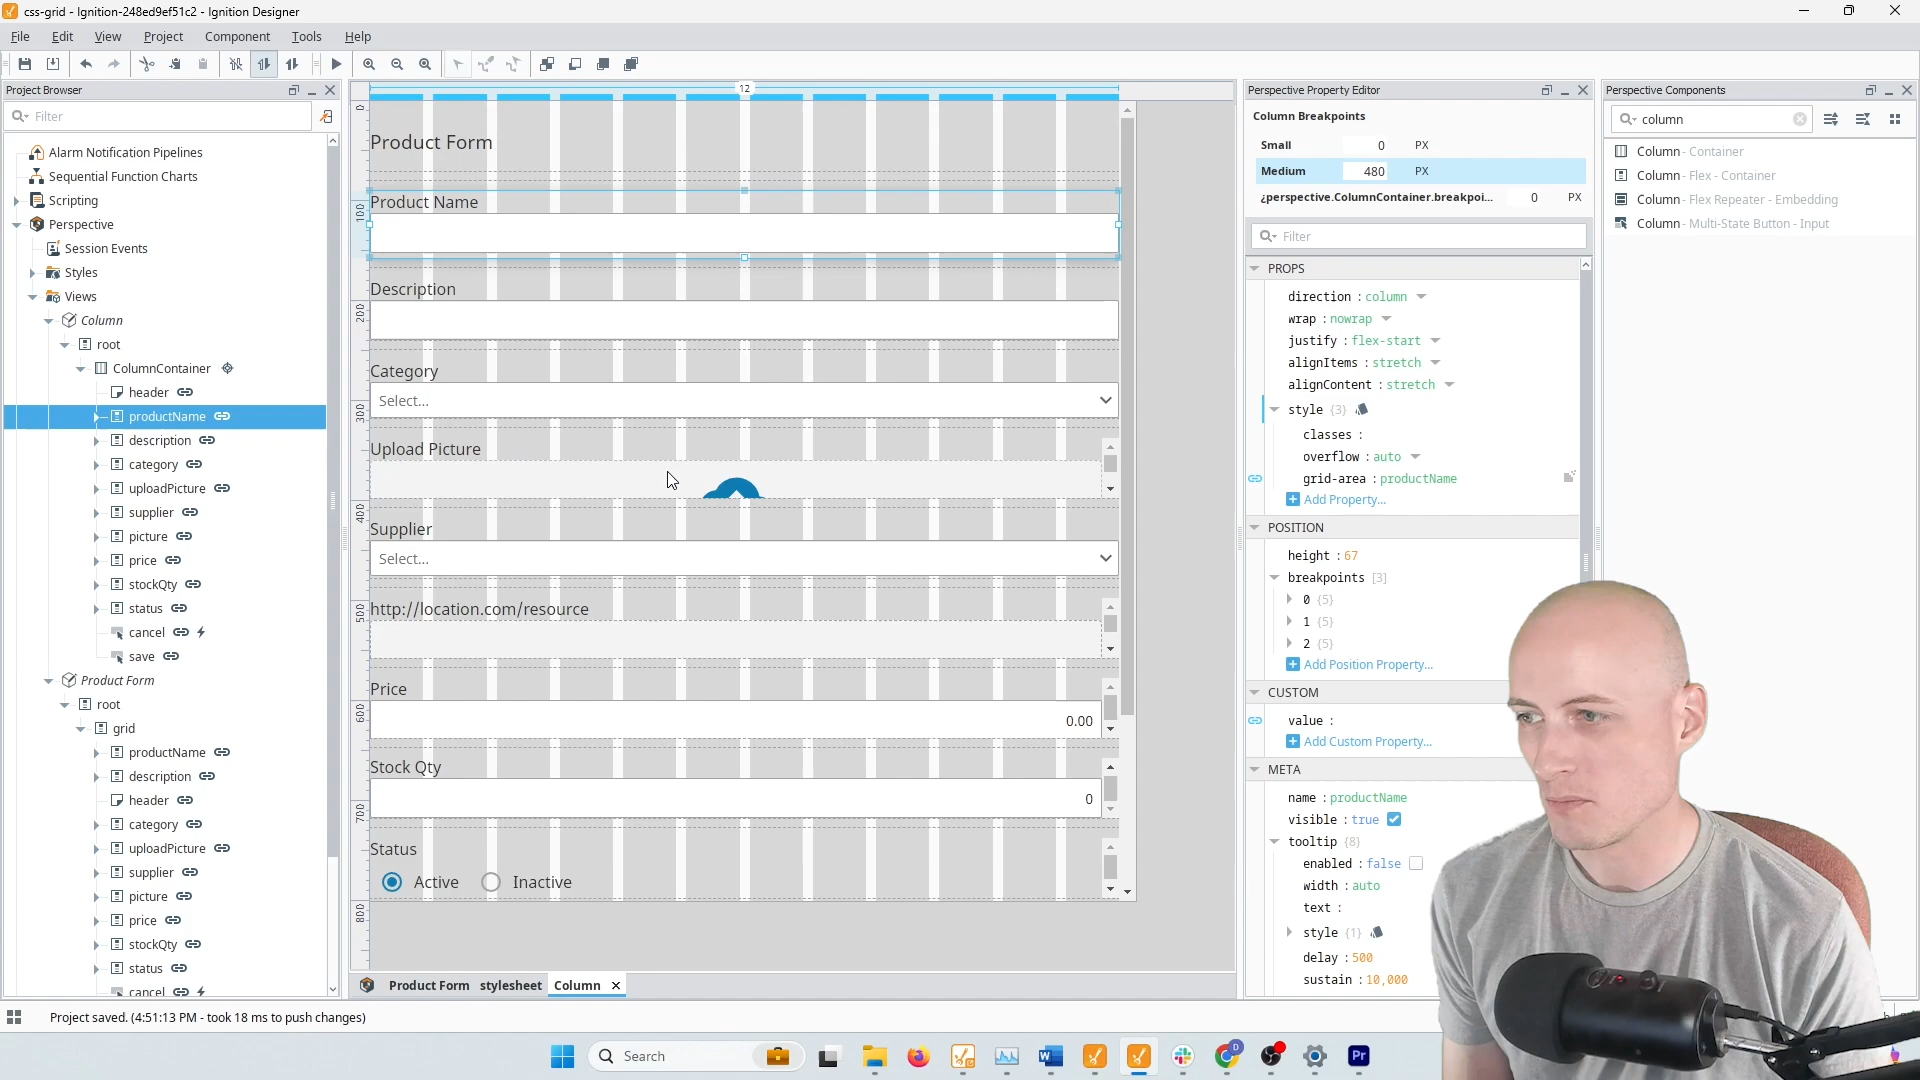 css-grid - Ignition-248ed9ef51c2 - Ignition Designer
File Edit View Project Component Tools Help
Project Browser
Filter
Alarm Notification Pipelines
Sequential Function Charts
Scripting
Perspective
Session Events
Styles
Views
Column
root
ColumnContainer
header
productName
description
category
uploadPicture
supplier
picture
price
stockQty
status
cancel
save
Product Form
root
grid
productName
description
header
category
uploadPicture
supplier
picture
price
stockQty
status
cancel
12
0
100
200
300
400
500
600
700
800
Product Form
Product Name
Description
Category
Select...
Upload Picture
Supplier
Select...
http://location.com/resource
Price
0.00
Stock Qty
0
Status
Active Inactive
Product Form stylesheet Column
Perspective Property Editor
Column Breakpoints
Small 0 PX
Medium 480 PX
¿perspective.ColumnContainer.breakpoi... 0 PX
Filter
PROPS
direction : column
wrap : nowrap
justify : flex-start
alignItems : stretch
alignContent : stretch
style {3}
classes :
overflow : auto
grid-area : productName
Add Property...
POSITION
height : 67
breakpoints [3]
0 {5}
1 {5}
2 {5}
Add Position Property...
CUSTOM
value :
Add Custom Property...
META
name : productName
visible : true
tooltip {8}
enabled : false
width : auto
text :
style {1}
delay : 500
sustain : 10,000
Perspective Components
column
Column - Container
Column - Flex - Container
Column - Flex Repeater - Embedding
Column - Multi-State Button - Input
Project saved. (4:51:13 PM - took 18 ms to push changes)
Search
D
Pr